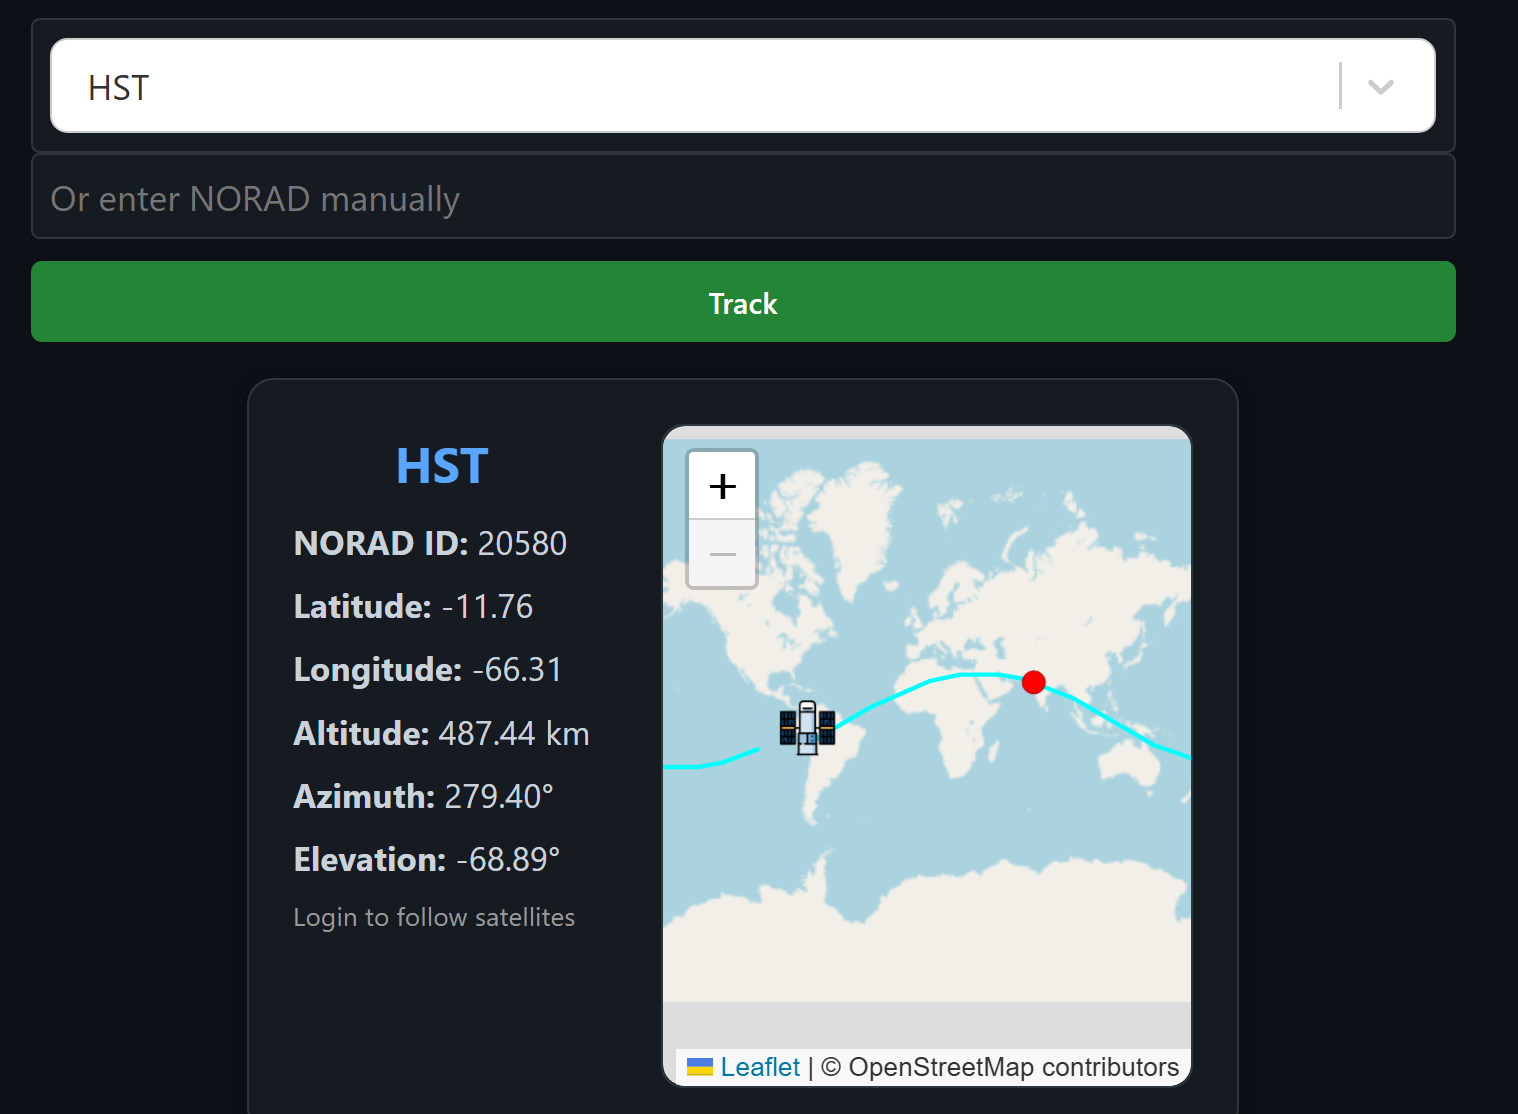 HST
Or enter NORAD manually
Track
HST
NORAD ID: 20580
Latitude: -11.76
Longitude: -66.31
Altitude: 487.44 km
Azimuth: 279.40°
Elevation: -68.89°
Login to follow satellites
+
−
Leaflet | © OpenStreetMap contributors